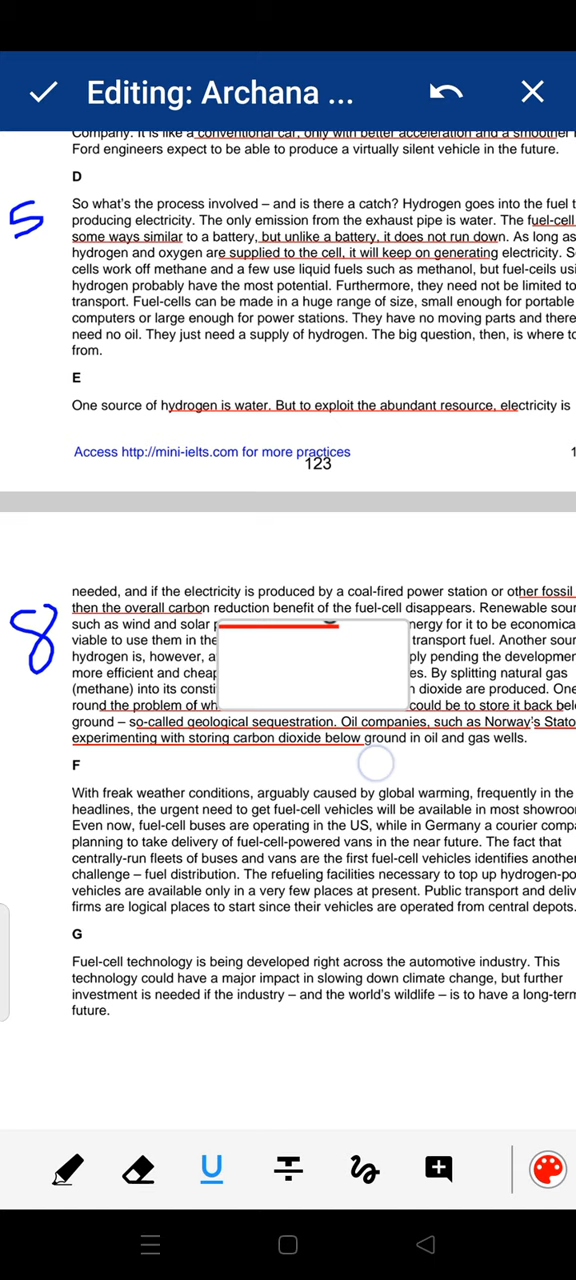 Editing: Archana ...
Company. It is like a conventional car, only with better acceleration and a smoother
Ford engineers expect to be able to produce a virtually silent vehicle in the future.
D
5
So what's the process involved – and is there a catch? Hydrogen goes into the fuel t
producing electricity. The only emission from the exhaust pipe is water. The fuel-cell
some ways similar to a battery, but unlike a battery, it does not run down. As long as
hydrogen and oxygen are supplied to the cell, it will keep on generating electricity. S
cells work off methane and a few use liquid fuels such as methanol, but fuel-ceils usi
hydrogen probably have the most potential. Furthermore, they need not be limited to
transport. Fuel-cells can be made in a huge range of size, small enough for portable
computers or large enough for power stations. They have no moving parts and there
need no oil. They just need a supply of hydrogen. The big question, then, is where to
from.
E
One source of hydrogen is water. But to exploit the abundant resource, electricity is
Access http://mini-ielts.com for more practices
123
1
8
needed, and if the electricity is produced by a coal-fired power station or other fossil
then the overall carbon reduction benefit of the fuel-cell disappears. Renewable sour
such as wind and solar p nergy for it to be economica
viable to use them in the transport fuel. Another sour
hydrogen is, however, a ply pending the developmen
more efficient and cheap es. By splitting natural gas
(methane) into its consti n dioxide are produced. One
round the problem of wh could be to store it back bel
ground – so-called geological sequestration. Oil companies, such as Norway's Stato
experimenting with storing carbon dioxide below ground in oil and gas wells.
F
With freak weather conditions, arguably caused by global warming, frequently in the
headlines, the urgent need to get fuel-cell vehicles will be available in most showroo
Even now, fuel-cell buses are operating in the US, while in Germany a courier compa
planning to take delivery of fuel-cell-powered vans in the near future. The fact that
centrally-run fleets of buses and vans are the first fuel-cell vehicles identifies another
challenge – fuel distribution. The refueling facilities necessary to top up hydrogen-po
vehicles are available only in a very few places at present. Public transport and deliv
firms are logical places to start since their vehicles are operated from central depots.
G
Fuel-cell technology is being developed right across the automotive industry. This
technology could have a major impact in slowing down climate change, but further
investment is needed if the industry – and the world's wildlife – is to have a long-term
future.
U